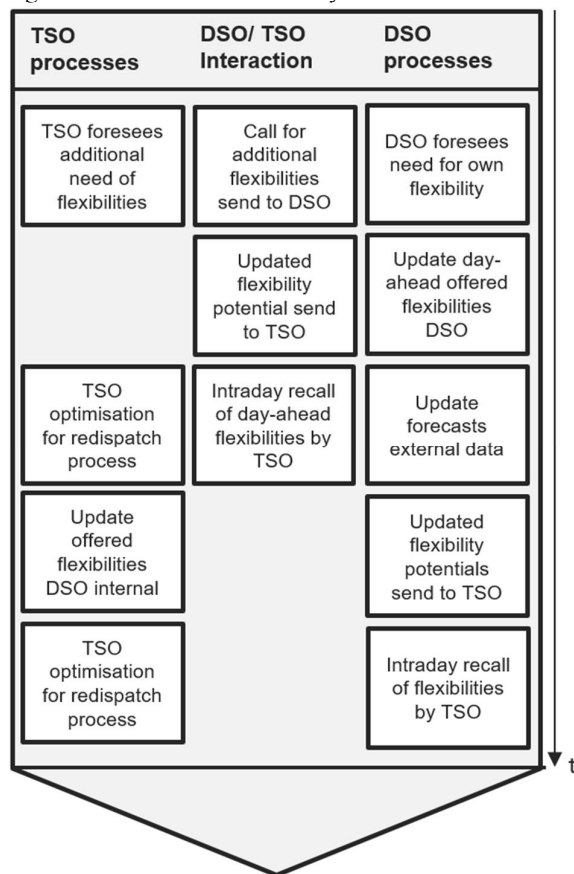 TSO
processes
DSO/ TSO
Interaction
DSO
processes
TSO foresees
additional
need of
flexibilities
Call for
additional
flexibilities
send to DSO
DSO foresees
need for own
flexibility
Updated
flexibility
potential send
to TSO
Update day-
ahead offered
flexibilities
DSO
TSO
optimisation
for redispatch
process
Intraday recall
of day-ahead
flexibilities by
TSO
Update
forecasts
external data
Update
offered
flexibilities
DSO internal
Updated
flexibility
potentials
send to TSO
TSO
optimisation
for redispatch
process
Intraday recall
of flexibilities
by TSO
t